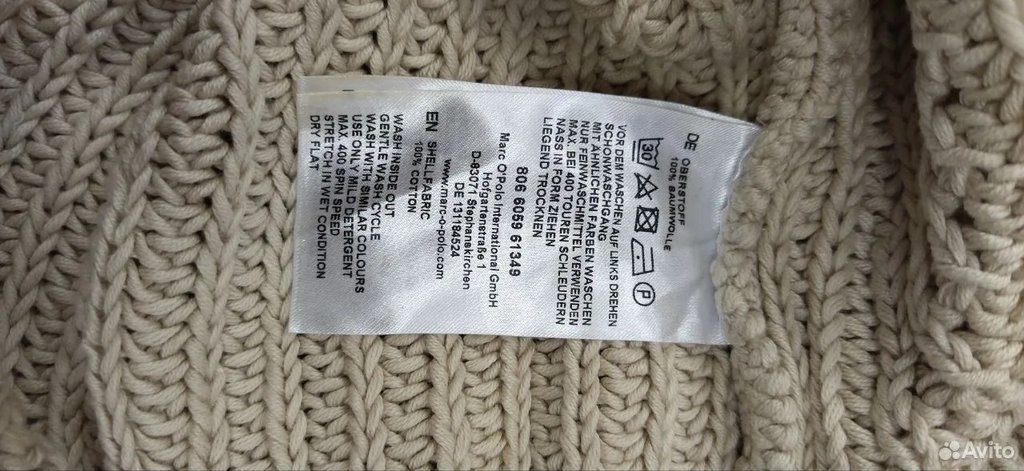 DE OBERSTOFF
100% BAUMWOLLE
30
P
VOR DEM WASCHEN AUF LINKS DREHEN
SCHONWASCHGANG
MIT ÄHNLICHEN FARBEN WASCHEN
NUR FEINWASCHMITTEL VERWENDEN
MAX. BEI 400 TOUREN SCHLEUDERN
NASS IN FORM ZIEHEN
LIEGEND TROCKNEN
806 6059 61349
Marc O'Polo International GmbH
Hofgartenstraße 1
D-83071 Stephanskirchen
DE 13184524
www.marc-o-polo.com
EN SHELLFABRIC
100% COTTON
WASH INSIDE OUT
GENTLE WASH CYCLE
WASH WITH SIMILAR COLOURS
USE ONLY MILD DETERGENT
MAX. 400 SPIN SPEED
STRETCH IN WET CONDITION
DRY FLAT
Avito